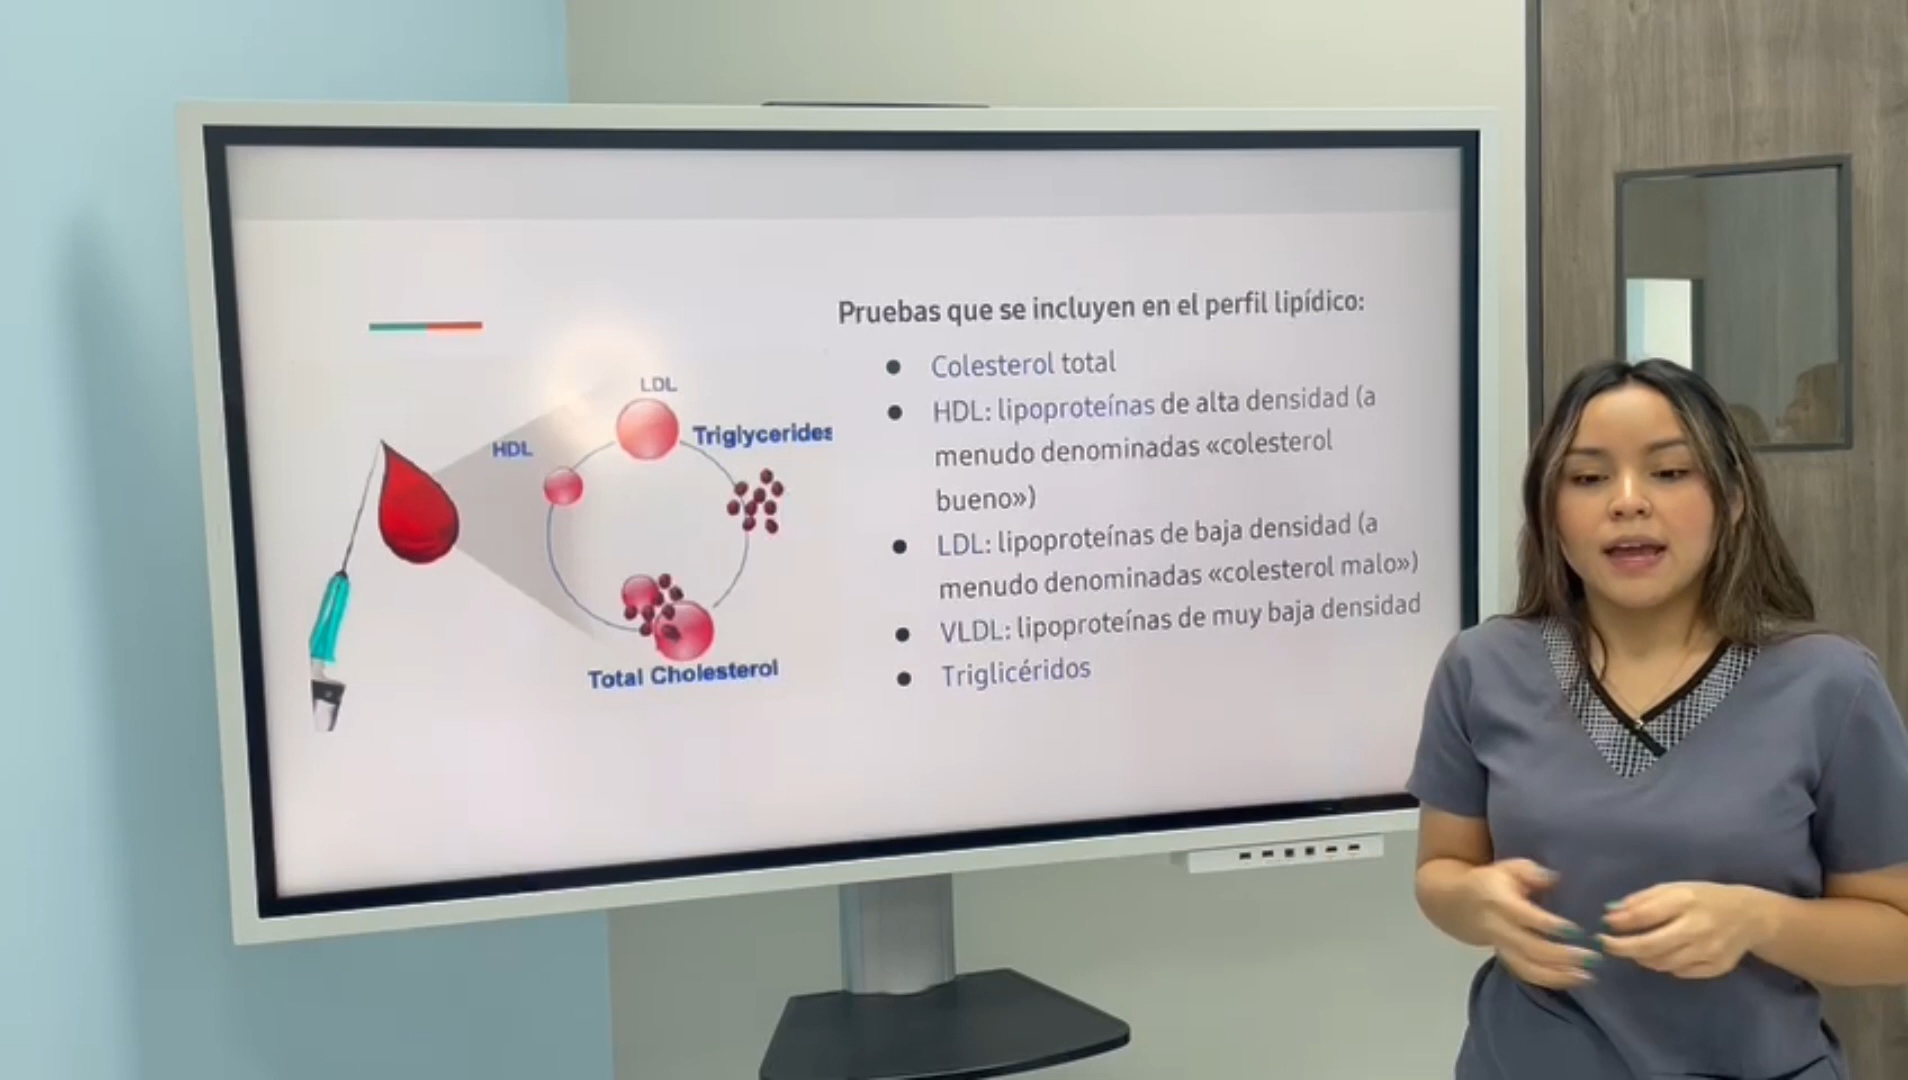 LDL
Triglycerides
HDL
Total Cholesterol
Pruebas que se incluyen en el perfil lipídico:
● Colesterol total
● HDL: lipoproteínas de alta densidad (a
menudo denominadas «colesterol
bueno»)
● LDL: lipoproteínas de baja densidad (a
menudo denominadas «colesterol malo»)
● VLDL: lipoproteínas de muy baja densidad
● Triglicéridos